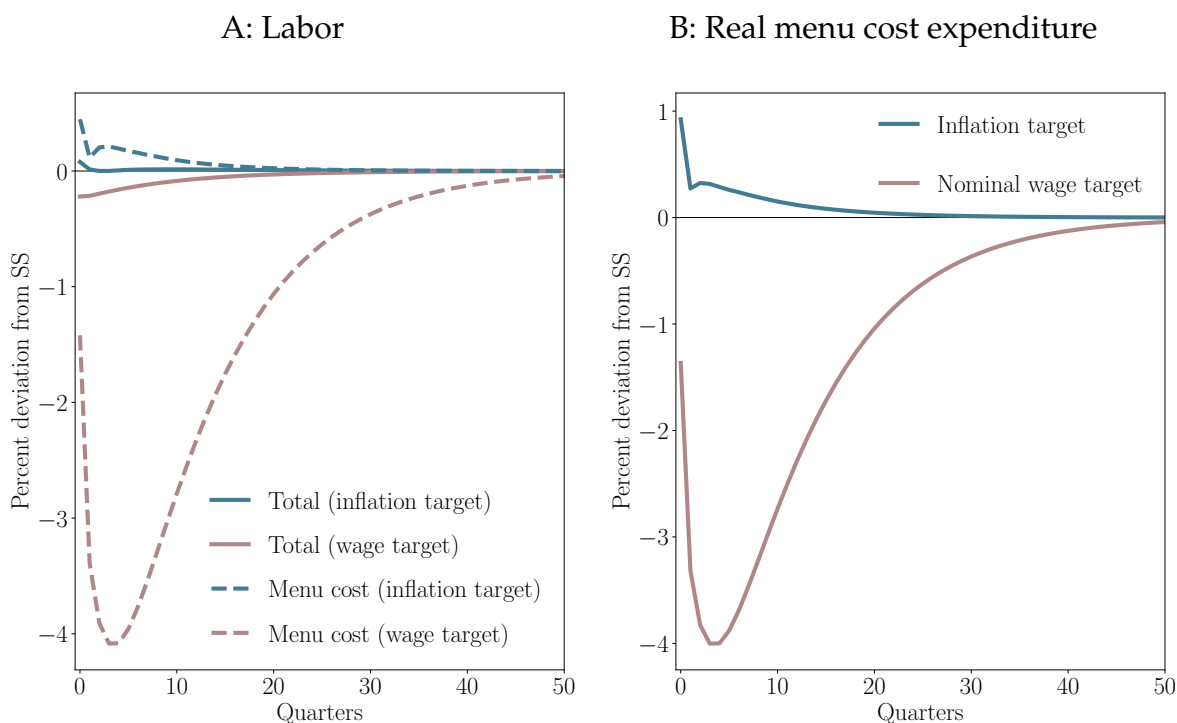 A: Labor
Percent deviation from SS
0
−1
−2
−3
−4
Total (inflation target)
Total (wage target)
Menu cost (inflation target)
Menu cost (wage target)
0 10 20 30 40 50
Quarters
B: Real menu cost expenditure
Percent deviation from SS
1
0
−1
−2
−3
−4
Inflation target
Nominal wage target
0 10 20 30 40 50
Quarters